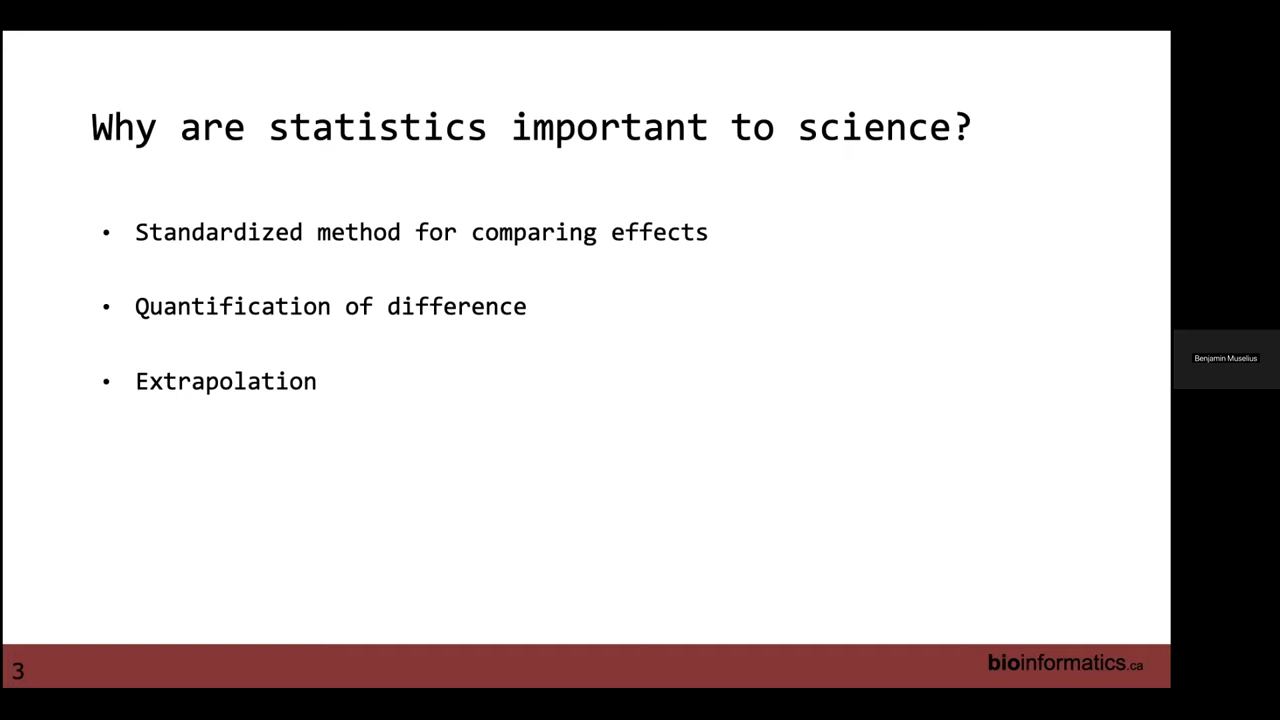 Why are statistics important to science?
• Standardized method for comparing effects
• Quantification of difference
• Extrapolation
Benjamin Muselius
3
bioinformatics.ca